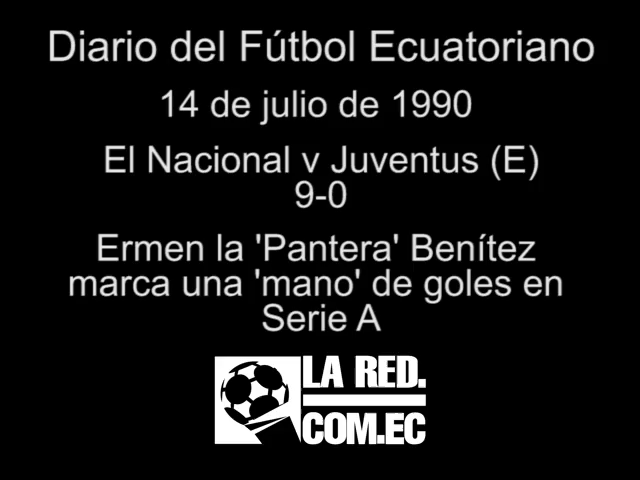 Diario del Fútbol Ecuatoriano
14 de julio de 1990
El Nacional v Juventus (E)
9-0
Ermen la 'Pantera' Benítez
marca una 'mano' de goles en
Serie A
LA RED.
COM.EC